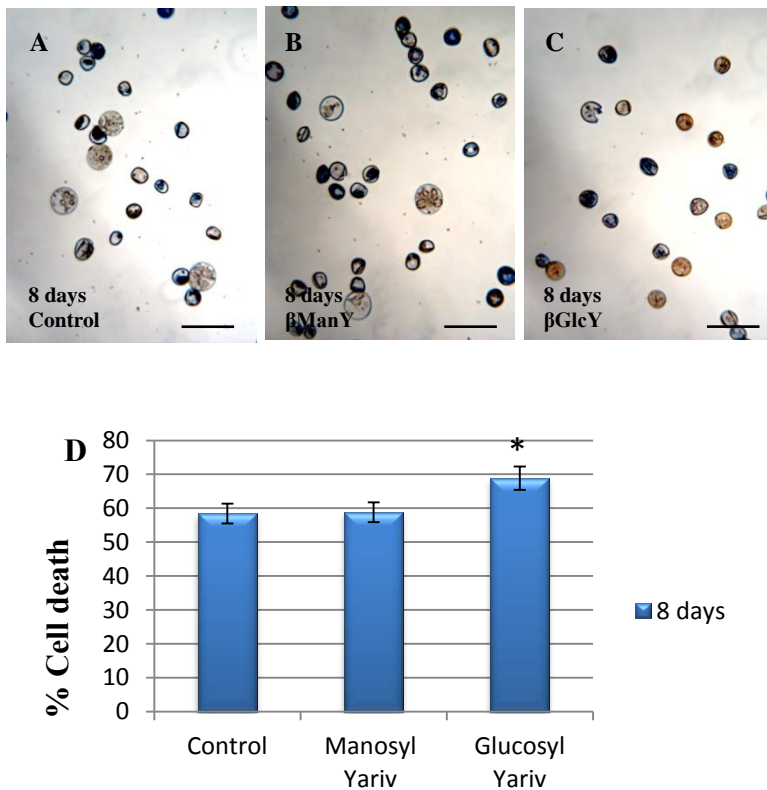 A
8 days
Control
B
8 days
βManY
C
8 days
βGlcY
D
% Cell death
80
70
60
50
40
30
20
10
0
*
Control
Manosyl
Yariv
Glucosyl
Yariv
8 days